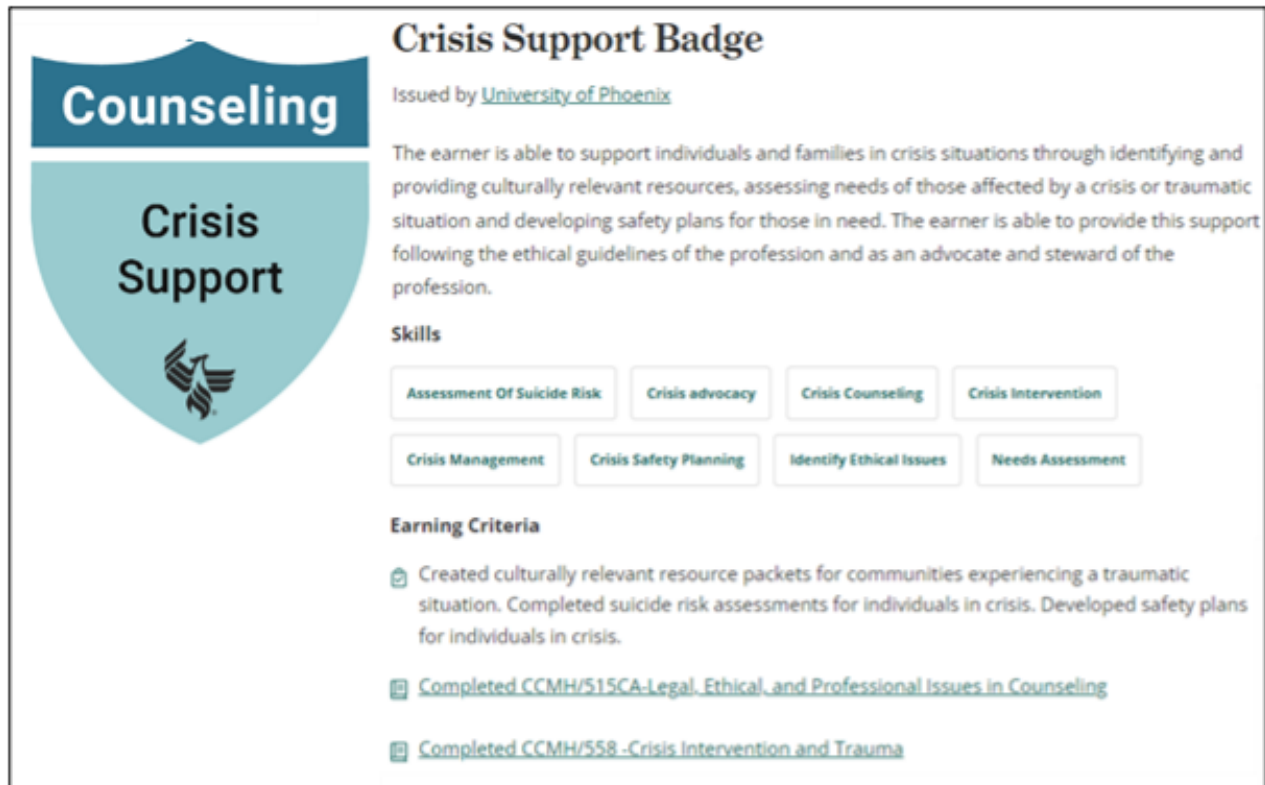 Counseling
Crisis
Support
Crisis Support Badge
Issued by University of Phoenix
The earner is able to support individuals and families in crisis situations through identifying and
providing culturally relevant resources, assessing needs of those affected by a crisis or traumatic
situation and developing safety plans for those in need. The earner is able to provide this support
following the ethical guidelines of the profession and as an advocate and steward of the
profession.
Skills
Assessment Of Suicide Risk
Crisis advocacy
Crisis Counseling
Crisis Intervention
Crisis Management
Crisis Safety Planning
Identify Ethical Issues
Needs Assessment
Earning Criteria
Created culturally relevant resource packets for communities experiencing a traumatic
situation. Completed suicide risk assessments for individuals in crisis. Developed safety plans
for individuals in crisis.
Completed CCMH/515CA-Legal, Ethical, and Professional Issues in Counseling
Completed CCMH/558 -Crisis Intervention and Trauma